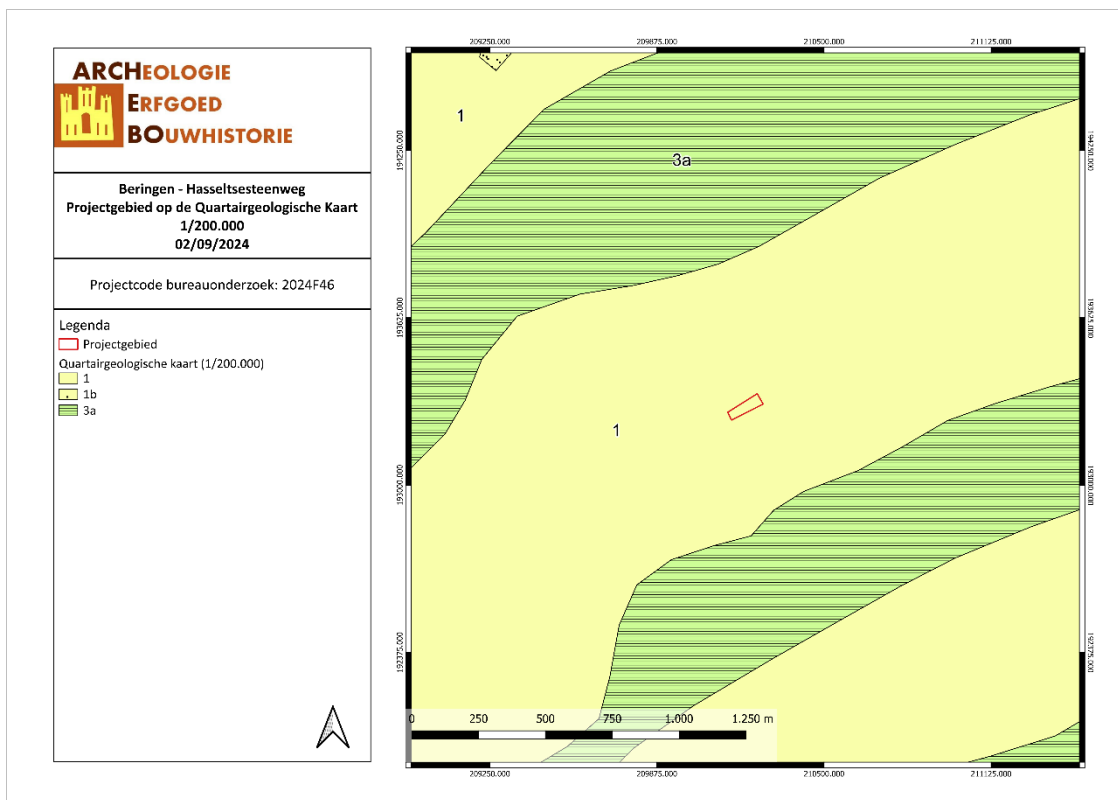 ARCHEOLOGIE
ERFGOED
BOUWHISTORIE
Beringen - Hasseltsesteenweg
Projectgebied op de Quartairgeologische Kaart
1/200.000
02/09/2024
Projectcode bureauonderzoek: 2024F46
Legenda
Projectgebied
Quartairgeologische kaart (1/200.000)
1
1b
3a
209250.000 209875.000 210500.000 211125.000
194250.000 194250.000
193625.000 193625.000
193000.000 193000.000
192375.000 192375.000
1
3a
1
0 250 500 750 1.000 1.250 m
209250.000 209875.000 210500.000 211125.000